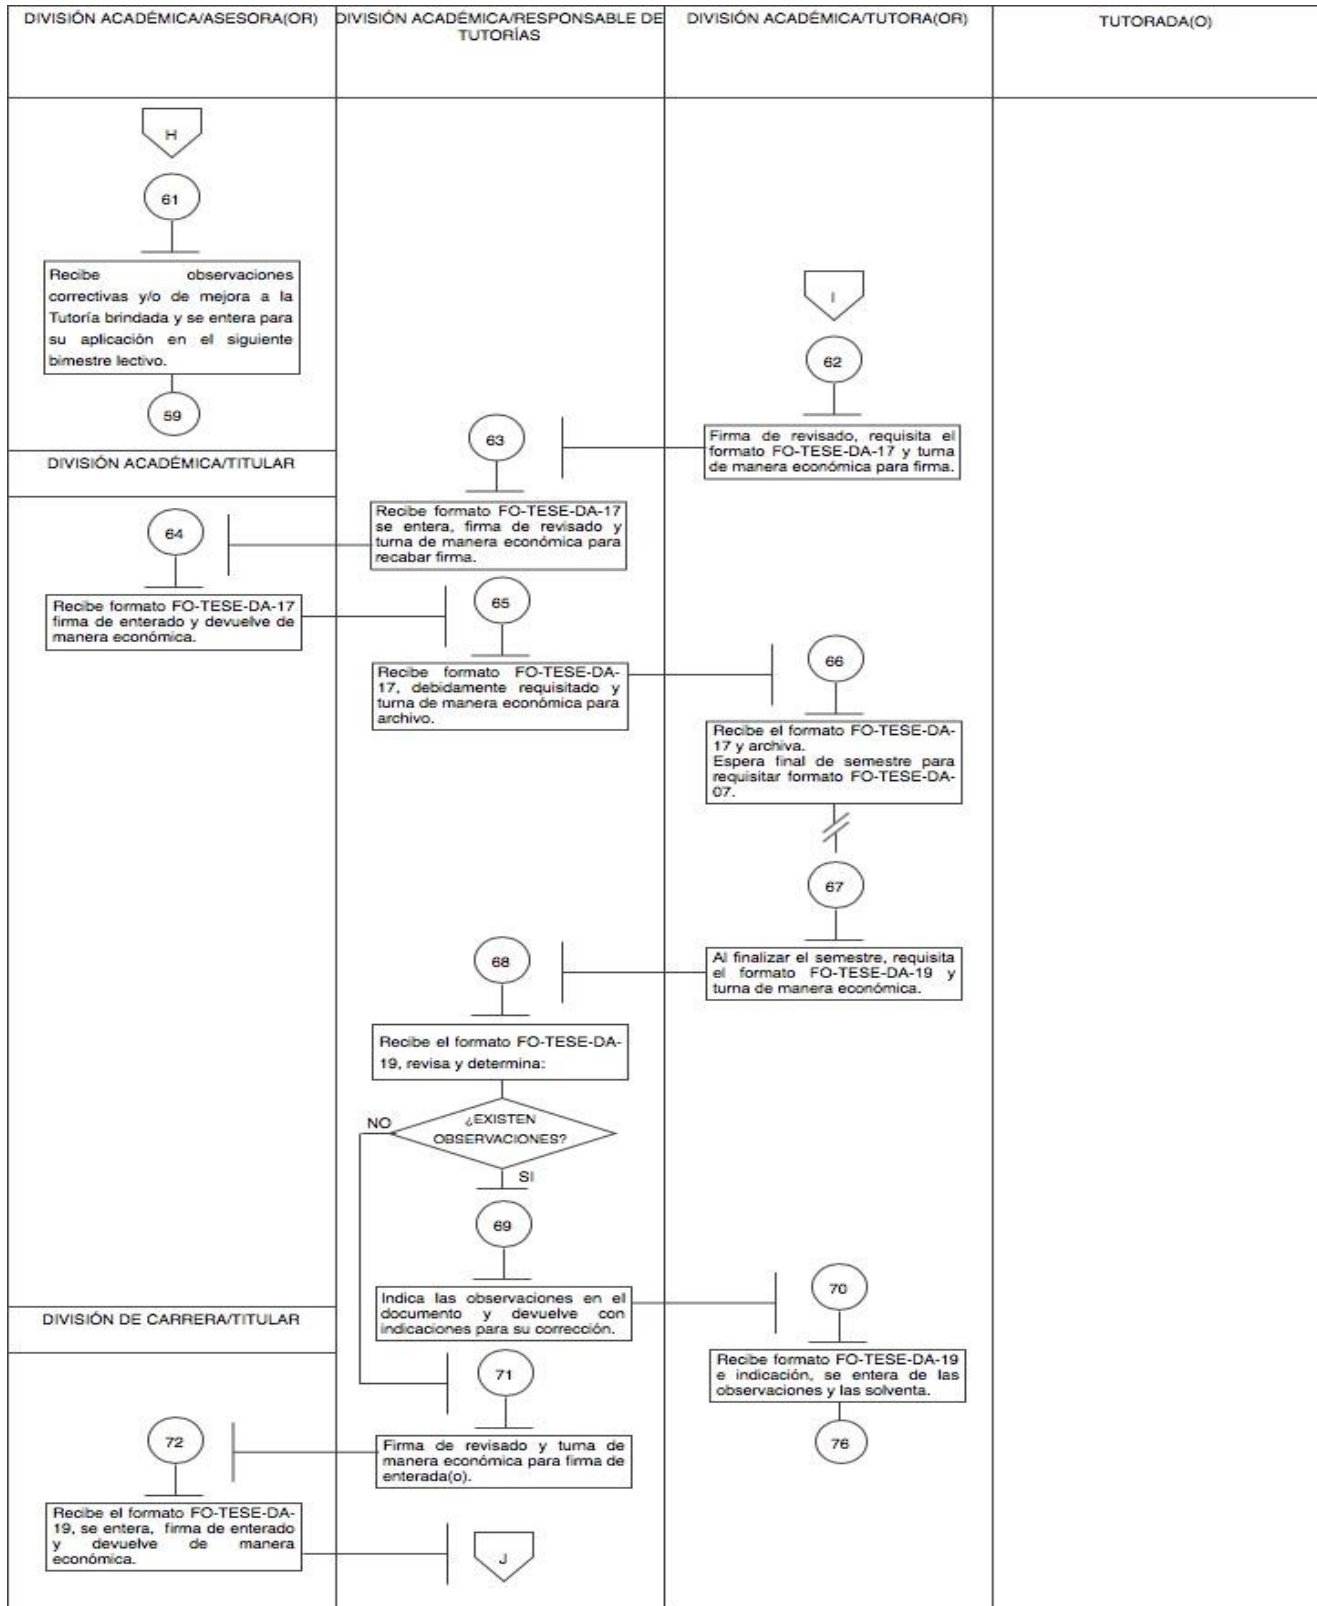 DIVISIÓN ACADÉMICA/ASESORA(OR)
DIVISIÓN ACADÉMICA/RESPONSABLE DE
TUTORÍAS
DIVISIÓN ACADÉMICA/TUTORA(OR)
TUTORADA(O)
H
61
Recibe observaciones
correctivas y/o de mejora a la
Tutoría brindada y se entera para
su aplicación en el siguiente
bimestre lectivo.
59
I
62
Firma de revisado, requisita el
formato FO-TESE-DA-17 y turna
de manera económica para firma.
63
Recibe formato FO-TESE-DA-17
se entera, firma de revisado y
turna de manera económica para
recabar firma.
DIVISIÓN ACADÉMICA/TITULAR
64
Recibe formato FO-TESE-DA-17
firma de enterado y devuelve de
manera económica.
65
Recibe formato FO-TESE-DA-
17, debidamente requisitado y
turna de manera económica para
archivo.
66
Recibe el formato FO-TESE-DA-
17 y archiva.
Espera final de semestre para
requisitar formato FO-TESE-DA-
07.
67
Al finalizar el semestre, requisita
el formato FO-TESE-DA-19 y
turna de manera económica.
68
Recibe el formato FO-TESE-DA-
19, revisa y determina:
NO
¿EXISTEN
OBSERVACIONES?
SI
69
Indica las observaciones en el
documento y devuelve con
indicaciones para su corrección.
70
Recibe formato FO-TESE-DA-19
e indicación, se entera de las
observaciones y las solventa.
76
71
Firma de revisado y turna de
manera económica para firma de
enterada(o).
DIVISIÓN DE CARRERA/TITULAR
72
Recibe el formato FO-TESE-DA-
19, se entera, firma de enterado
y devuelve de manera
económica.
J